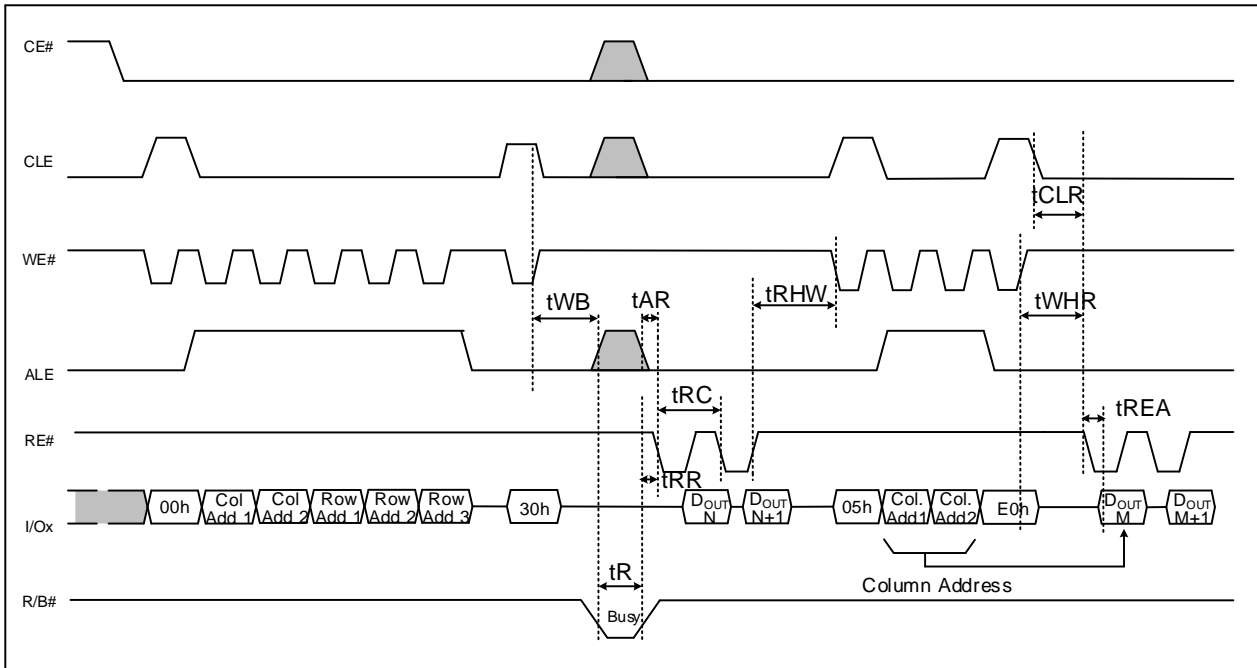 CE#
CLE
tCLR
WE#
tWB
tAR
tRHW
tWHR
ALE
tRC
tREA
RE#
tRR
I/Ox
00h
Col
Add 1
Col
Add 2
Row
Add 1
Row
Add 2
Row
Add 3
30h
DOUT
N
DOUT
N+1
05h
Col.
Add1
Col.
Add2
E0h
DOUT
M
DOUT
M+1
tR
Column Address
R/B#
Busy